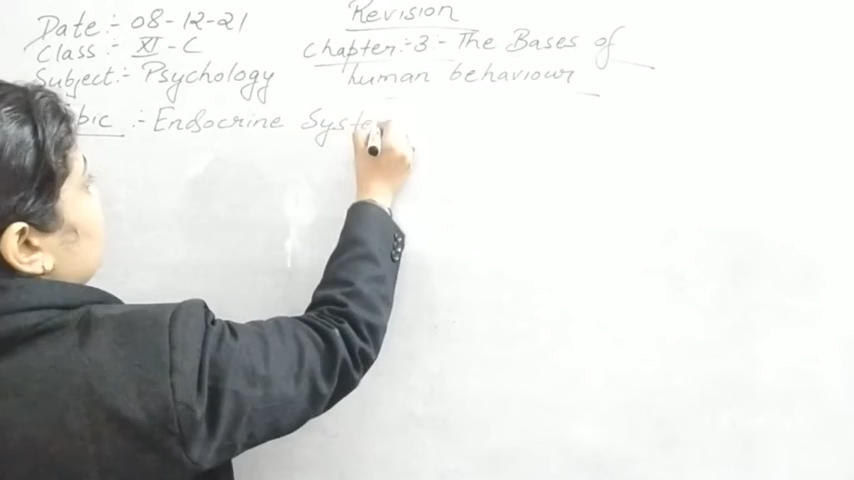 Revision
Date:- 08-12-21
Class:- XI-C
Chapter:-3:- The Bases of
Subject:- Psychology
human behaviour
:- Endocrine